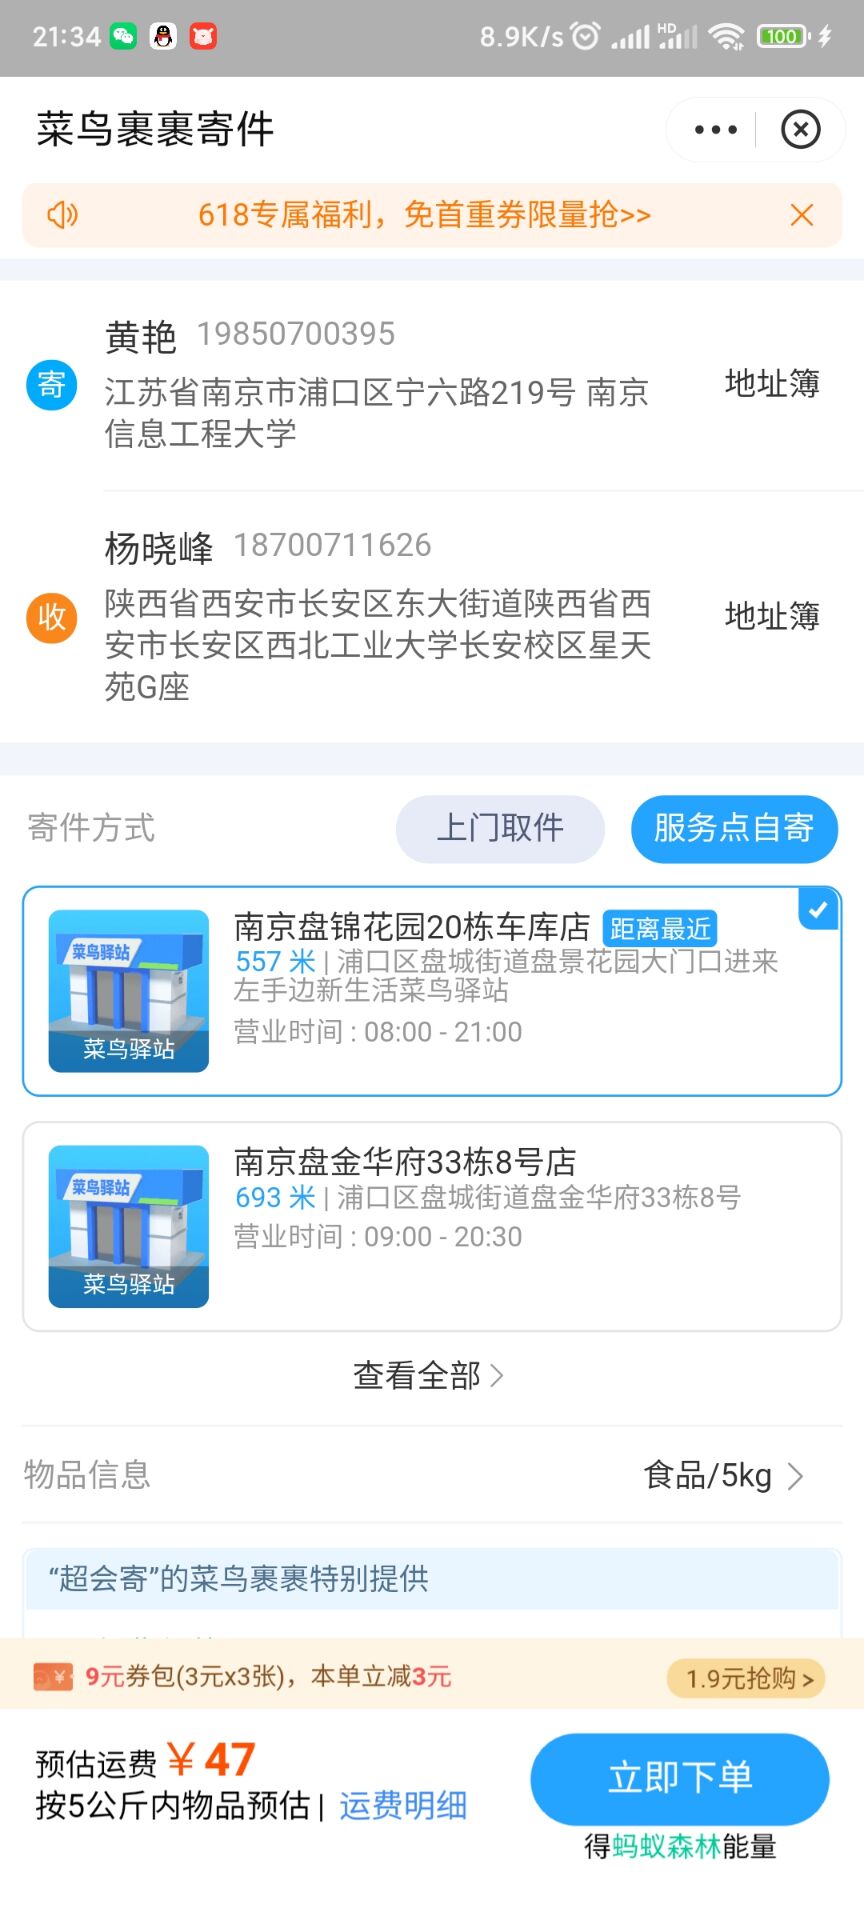 21:34 8.9K/s HD 100
菜鸟裹裹寄件
618专属福利，免首重券限量抢>>
黄艳 19850700395
寄
江苏省南京市浦口区宁六路219号 南京
信息工程大学
地址簿
杨晓峰 18700711626
收
陕西省西安市长安区东大街道陕西省西
安市长安区西北工业大学长安校区星天
苑G座
地址簿
寄件方式 上门取件 服务点自寄
南京盘锦花园20栋车库店 距离最近
557 米 | 浦口区盘城街道盘景花园大门口进来
左手边新生活菜鸟驿站
营业时间 : 08:00 - 21:00
菜鸟驿站
菜鸟驿站
南京盘金华府33栋8号店
693 米 | 浦口区盘城街道盘金华府33栋8号
营业时间 : 09:00 - 20:30
菜鸟驿站
菜鸟驿站
查看全部
物品信息 食品/5kg
“超会寄”的菜鸟裹裹特别提供
9元券包(3元x3张)，本单立减3元 1.9元抢购 >
预估运费 ¥ 47
按5公斤内物品预估 | 运费明细
立即下单
得蚂蚁森林能量